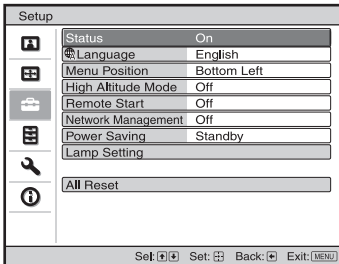 Setup
Status On
Language English
Menu Position Bottom Left
High Altitude Mode Off
Remote Start Off
Network Management Off
Power Saving Standby
Lamp Setting
All Reset
Sel: Set: Back: Exit: MENU